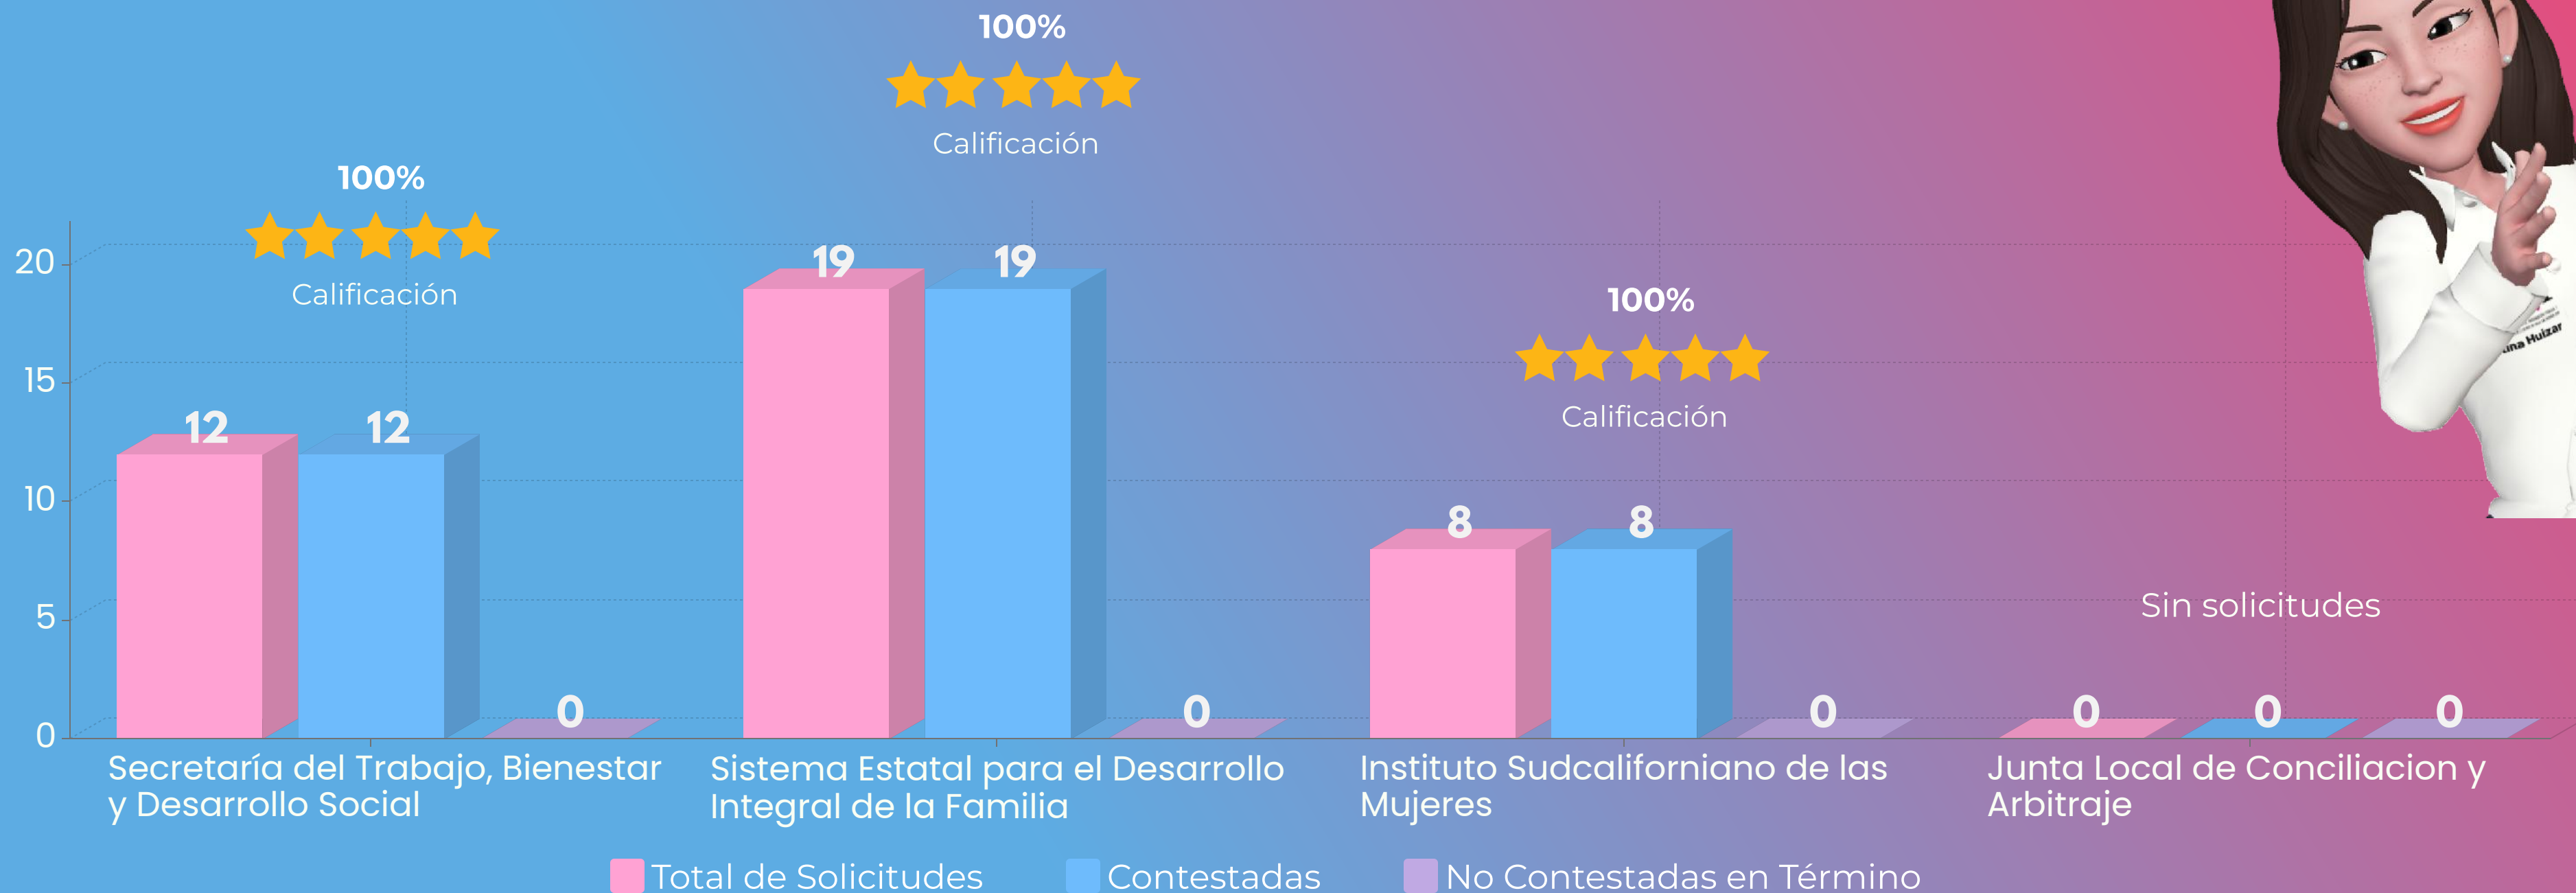 100%
Calificación
100%
Calificación
100%
Calificación
20
15
10
5
0
12
12
0
19
19
0
8
8
0
Sin solicitudes
0
0
0
Secretaría del Trabajo, Bienestar
y Desarrollo Social
Sistema Estatal para el Desarrollo
Integral de la Familia
Instituto Sudcaliforniano de las
Mujeres
Junta Local de Conciliacion y
Arbitraje
Total de Solicitudes
Contestadas
No Contestadas en Término
Huizar